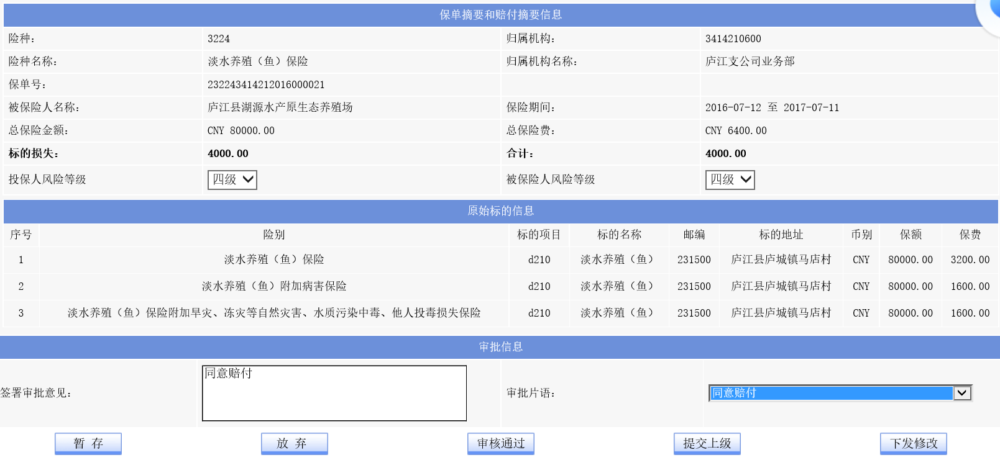 保单摘要和赔付摘要信息
险种： 3224 归属机构： 3414210600
险种名称： 淡水养殖（鱼）保险 归属机构名称： 庐江支公司业务部
保单号： 232243414212016000021
被保险人名称： 庐江县湖源水产原生态养殖场 保险期间： 2016-07-12 至 2017-07-11
总保险金额： CNY 80000.00 总保险费： CNY 6400.00
标的损失： 4000.00 合计： 4000.00
投保人风险等级 四级 被保险人风险等级 四级
原始标的信息
序号 险别 标的项目 标的名称 邮编 标的地址 币别 保额 保费
1 淡水养殖（鱼）保险 d210 淡水养殖（鱼） 231500 庐江县庐城镇马店村 CNY 80000.00 3200.00
2 淡水养殖（鱼）附加病害保险 d210 淡水养殖（鱼） 231500 庐江县庐城镇马店村 CNY 80000.00 1600.00
3 淡水养殖（鱼）保险附加旱灾、冻灾等自然灾害、水质污染中毒、他人投毒损失保险 d210 淡水养殖（鱼） 231500 庐江县庐城镇马店村 CNY 80000.00 1600.00
审批信息
签署审批意见： 同意赔付 审批片语： 同意赔付
暂 存 放 弃 审核通过 提交上级 下发修改